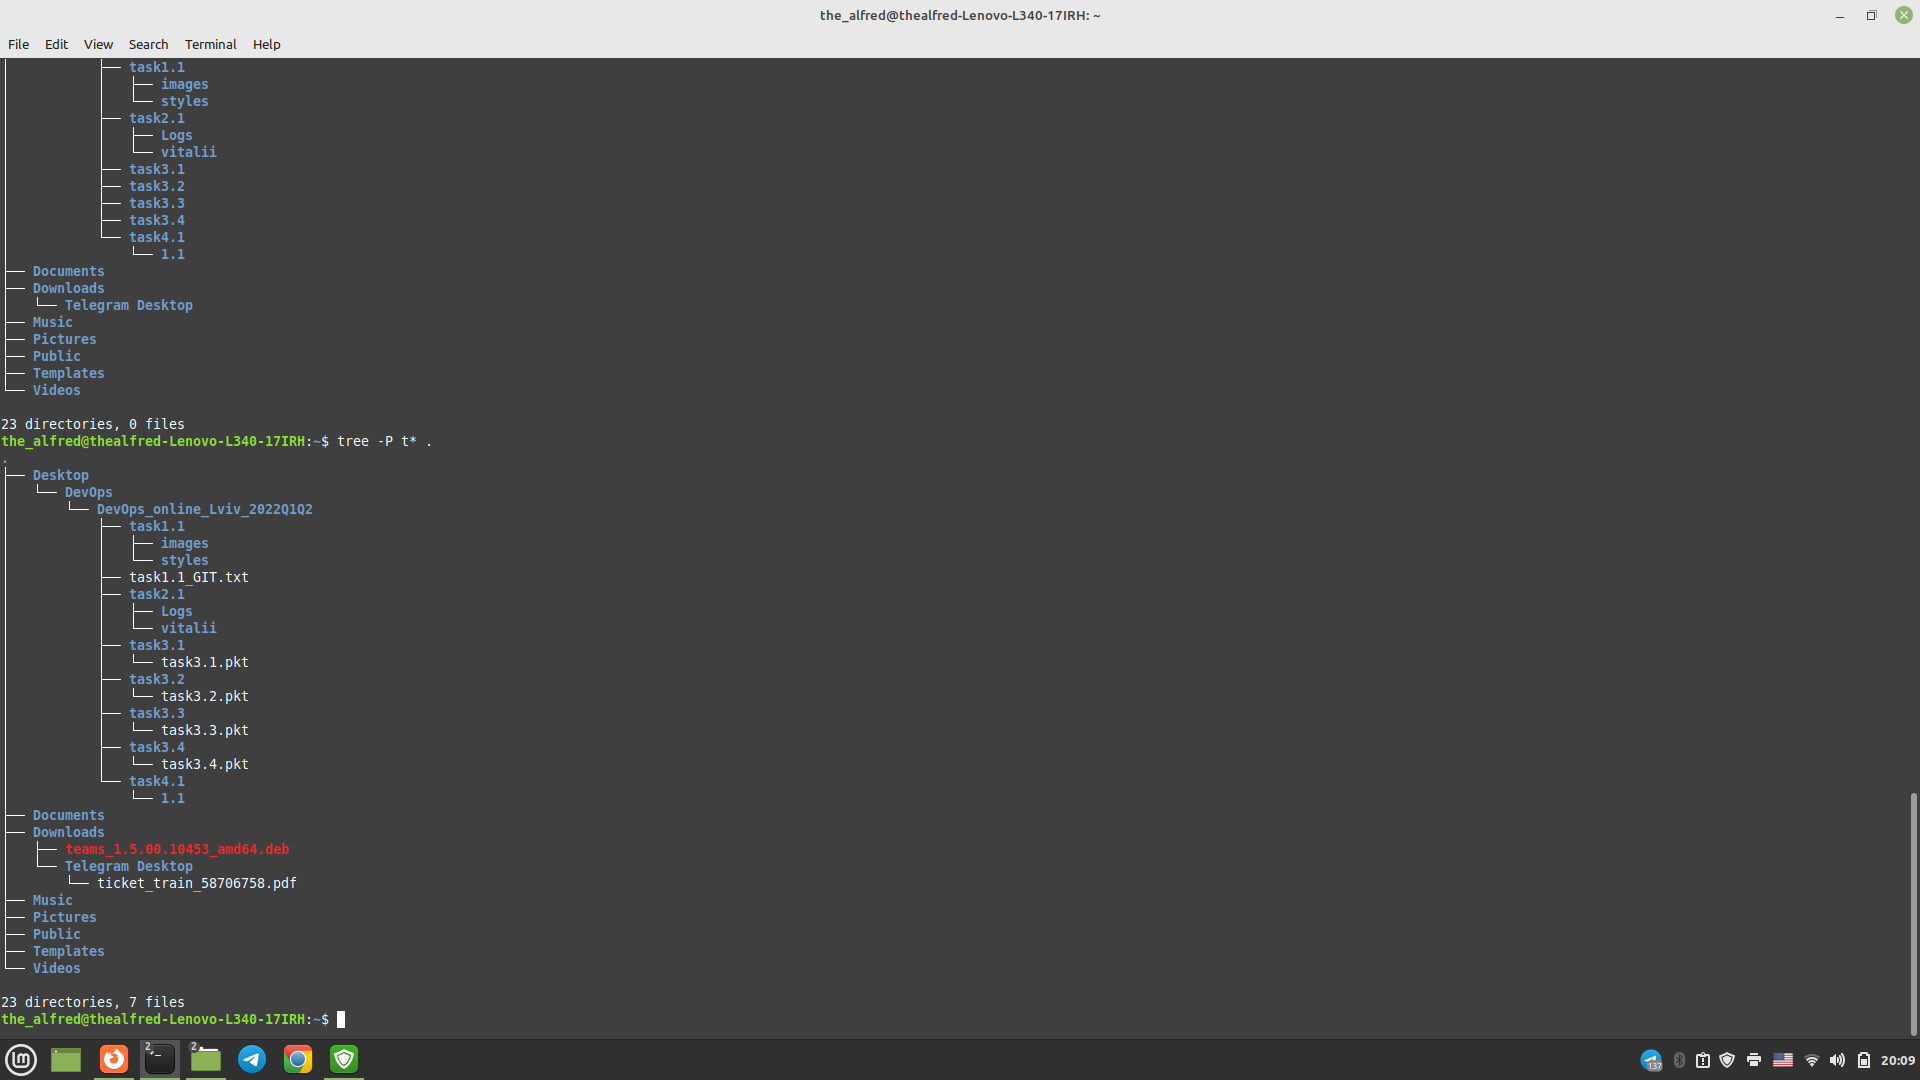 the_alfred@thealfred-Lenovo-L340-17IRH: ~
File Edit View Search Terminal Help
│           ├── task1.1
│           │   ├── images
│           │   └── styles
│           ├── task2.1
│           │   ├── Logs
│           │   └── vitalii
│           ├── task3.1
│           ├── task3.2
│           ├── task3.3
│           ├── task3.4
│           └── task4.1
│               └── 1.1
├── Documents
├── Downloads
│   └── Telegram Desktop
├── Music
├── Pictures
├── Public
├── Templates
└── Videos
23 directories, 0 files
the_alfred@thealfred-Lenovo-L340-17IRH:~$ tree -P t* .
.
├── Desktop
│   └── DevOps
│       └── DevOps_online_Lviv_2022Q1Q2
│           ├── task1.1
│           │   ├── images
│           │   └── styles
│           ├── task1.1_GIT.txt
│           ├── task2.1
│           │   ├── Logs
│           │   └── vitalii
│           ├── task3.1
│           │   └── task3.1.pkt
│           ├── task3.2
│           │   └── task3.2.pkt
│           ├── task3.3
│           │   └── task3.3.pkt
│           ├── task3.4
│           │   └── task3.4.pkt
│           └── task4.1
│               └── 1.1
├── Documents
├── Downloads
│   ├── teams_1.5.00.10453_amd64.deb
│   └── Telegram Desktop
│       └── ticket_train_58706758.pdf
├── Music
├── Pictures
├── Public
├── Templates
└── Videos
23 directories, 7 files
the_alfred@thealfred-Lenovo-L340-17IRH:~$
2 2 137 20:09